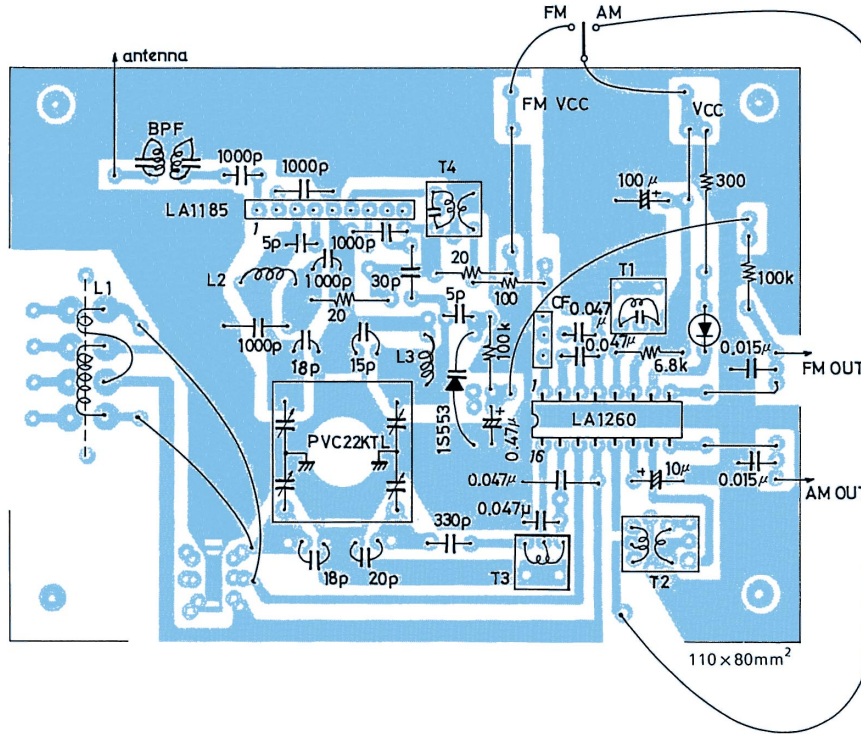 FM AM
antenna
FM VCC
VCC
BPF
1000p
1000p
T4
100μ
+
300
LA1185
1
5p
1000p
T1
L2
1000p
30p
20
100
100k
L1
20
5p
CF
0.047μ
0.047μ
1000p
18p
15p
L3
100k
6.8k
0.015μ
FM OUT
1
PVC22KTL
1S553
+
0.47μ
LA1260
16
0.047μ
+
10μ
0.015μ
AM OUT
0.047μ
330p
18p
20p
T3
T2
110×80mm²